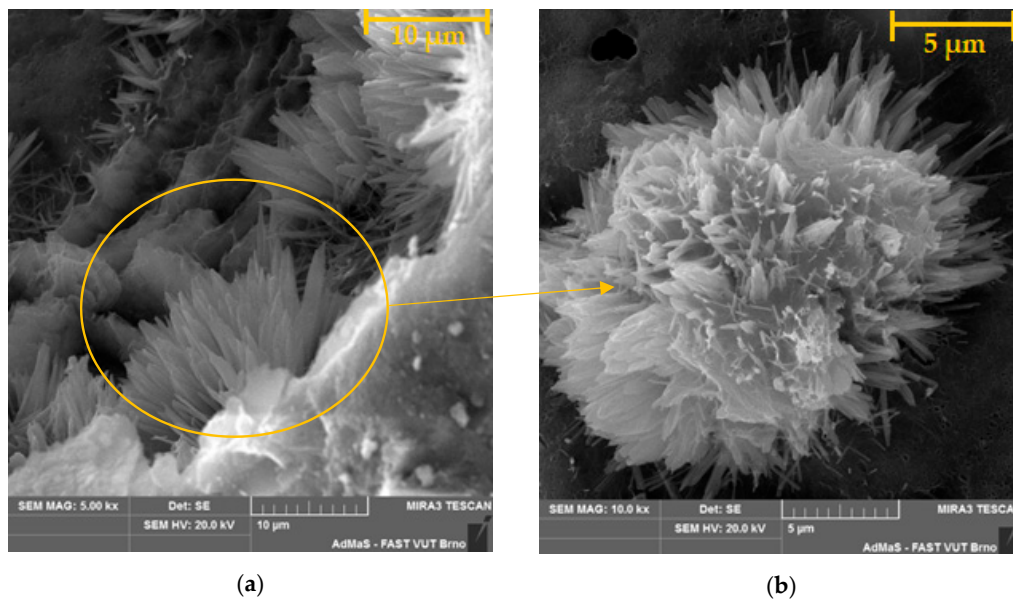 10 µm
5 µm
SEM MAG: 5.00 kx Det: SE MIRA3 TESCAN
SEM HV: 20.0 kV 10 µm
AdMaS - FAST VUT Brno
SEM MAG: 10.0 kx Det: SE MIRA3 TESCAN
SEM HV: 20.0 kV 5 µm
AdMaS - FAST VUT Brno
(a)
(b)